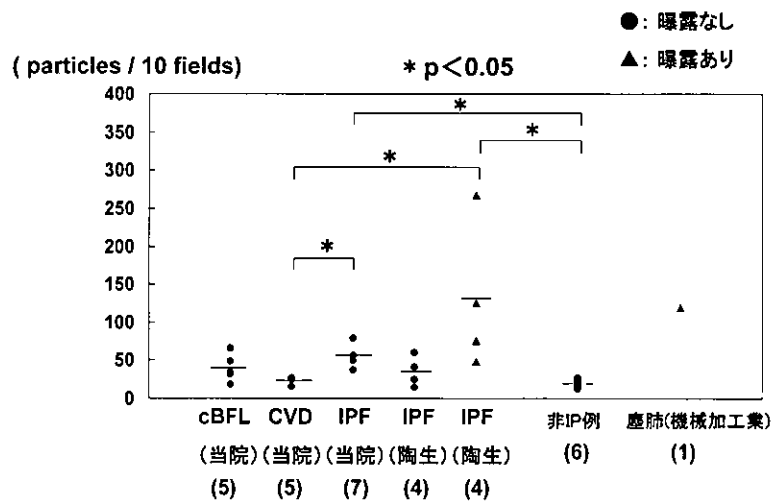 ●: 曝露なし
( particles / 10 fields) * p<0.05 ▲: 曝露あり
400
350
300
250
200
150
100
50
0
*
*
*
*
cBFL CVD IPF IPF IPF 非IP例 塵肺(機械加工業)
(当院) (当院) (当院) (陶生) (陶生) (6) (1)
(5) (5) (7) (4) (4)